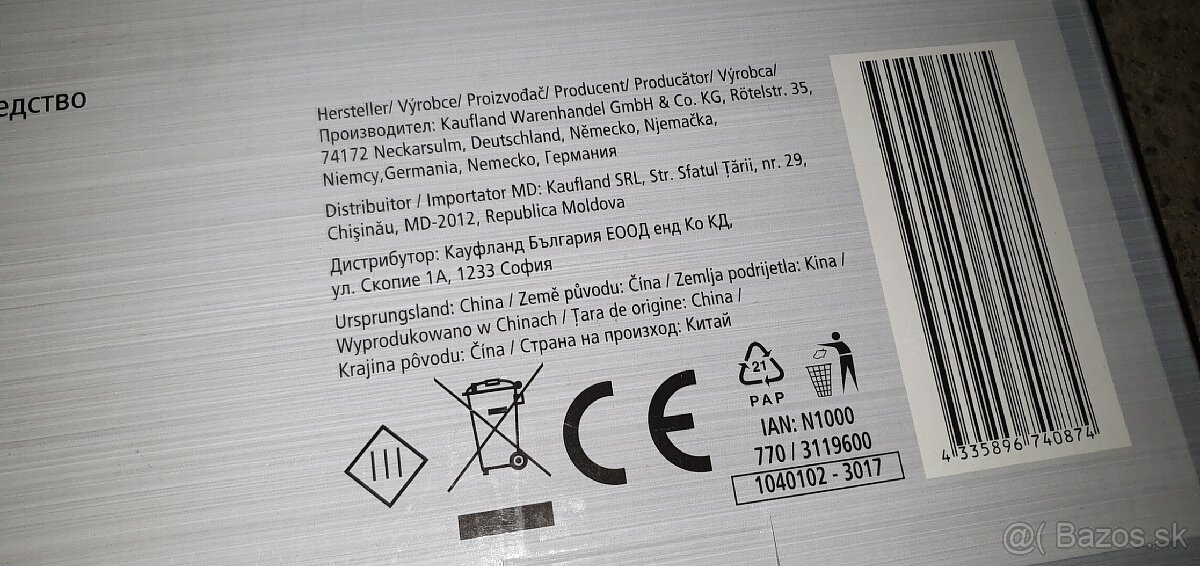 едство
Hersteller/ Výrobce/ Proizvođač/ Producent/ Producător/ Výrobca/
Производител: Kaufland Warenhandel GmbH & Co. KG, Rötelstr. 35,
74172 Neckarsulm, Deutschland, Německo, Njemačka,
Niemcy,Germania, Nemecko, Германия
Distribuitor / Importator MD: Kaufland SRL, Str. Sfatul Țării, nr. 29,
Chişinău, MD-2012, Republica Moldova
Дистрибутор: Кауфланд България ЕООД енд Ко КД,
ул. Скопие 1А, 1233 София
Ursprungsland: China / Země původu: Čína / Zemlja podrijetla: Kina /
Wyprodukowano w Chinach / Țara de origine: China /
Krajina pôvodu: Čína / Страна на произход: Китай
III
CE
21
PAP
IAN: N1000
770 / 3119600
1040102 - 3017
4 335896 740874
@( Bazos.sk